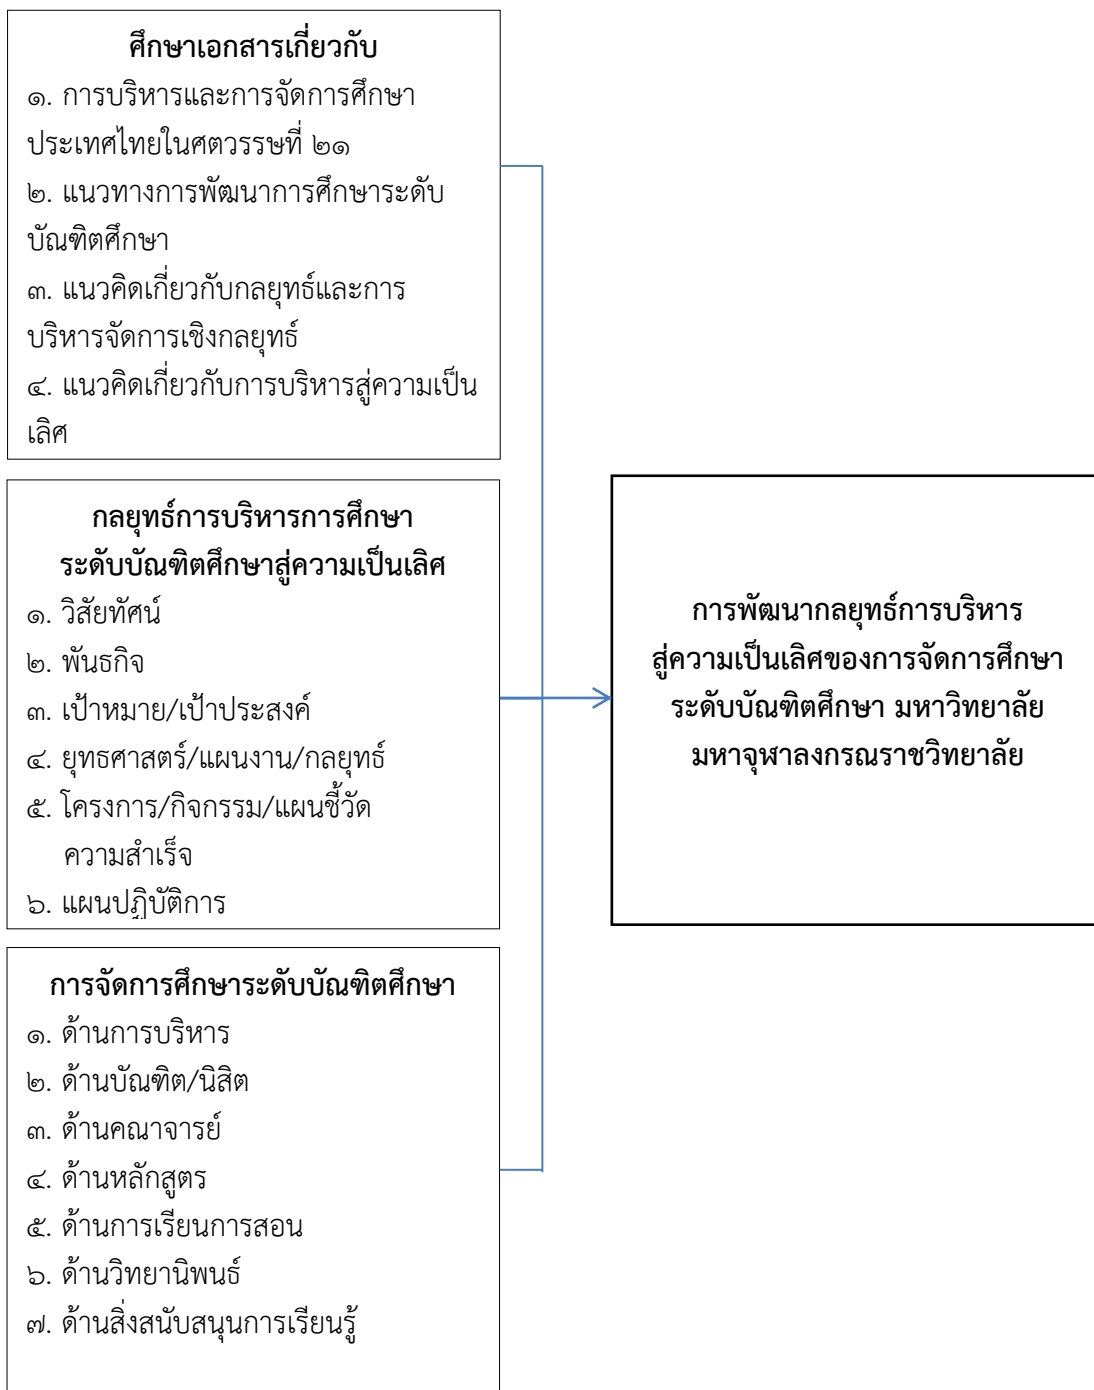 ศึกษาเอกสารเกี่ยวกับ
๑. การบริหารและการจัดการศึกษา
ประเทศไทยในศตวรรษที่ ๒๑
๒. แนวทางการพัฒนาการศึกษาระดับ
บัณฑิตศึกษา
๓. แนวคิดเกี่ยวกับกลยุทธ์และการ
บริหารจัดการเชิงกลยุทธ์
๔. แนวคิดเกี่ยวกับการบริหารสู่ความเป็น
เลิศ
กลยุทธ์การบริหารการศึกษา
ระดับบัณฑิตศึกษาสู่ความเป็นเลิศ
๑. วิสัยทัศน์
๒. พันธกิจ
๓. เป้าหมาย/เป้าประสงค์
๔. ยุทธศาสตร์/แผนงาน/กลยุทธ์
๕. โครงการ/กิจกรรม/แผนชี้วัด
ความสำเร็จ
๖. แผนปฏิบัติการ
การจัดการศึกษาระดับบัณฑิตศึกษา
๑. ด้านการบริหาร
๒. ด้านบัณฑิต/นิสิต
๓. ด้านคณาจารย์
๔. ด้านหลักสูตร
๕. ด้านการเรียนการสอน
๖. ด้านวิทยานิพนธ์
๗. ด้านสิ่งสนับสนุนการเรียนรู้
การพัฒนากลยุทธ์การบริหาร
สู่ความเป็นเลิศของการจัดการศึกษา
ระดับบัณฑิตศึกษา มหาวิทยาลัย
มหาจุฬาลงกรณราชวิทยาลัย